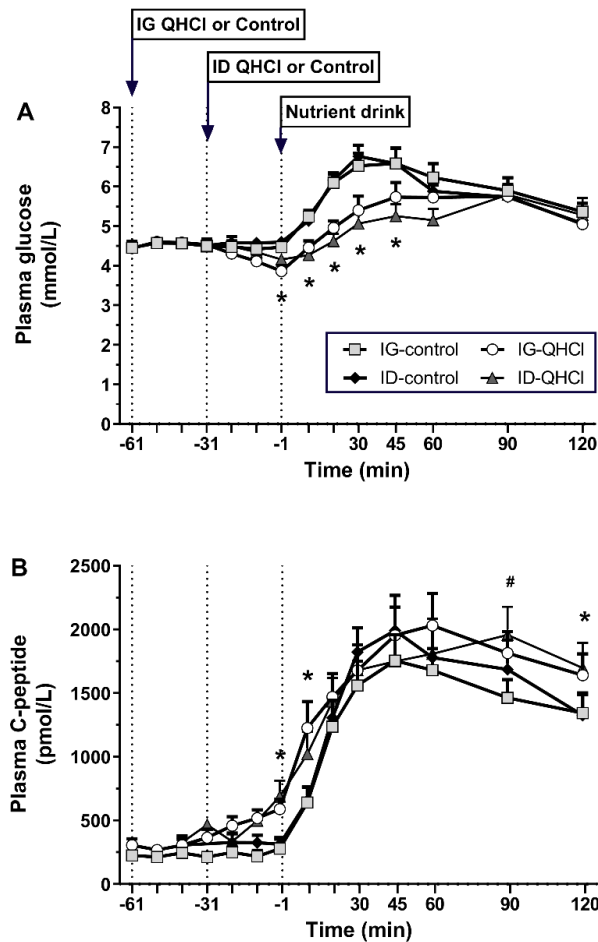 IG QHCl or Control
ID QHCl or Control
Nutrient drink
A
8
7
6
5
4
3
2
1
0
Plasma glucose
(mmol/L)
*
*
*
*
*
*
IG-control
IG-QHCl
ID-control
ID-QHCl
-61
-31
-1
30
45
60
90
120
Time (min)
B
2500
2000
1500
1000
500
0
Plasma C-peptide
(pmol/L)
*
*
#
*
-61
-31
-1
30
45
60
90
120
Time (min)